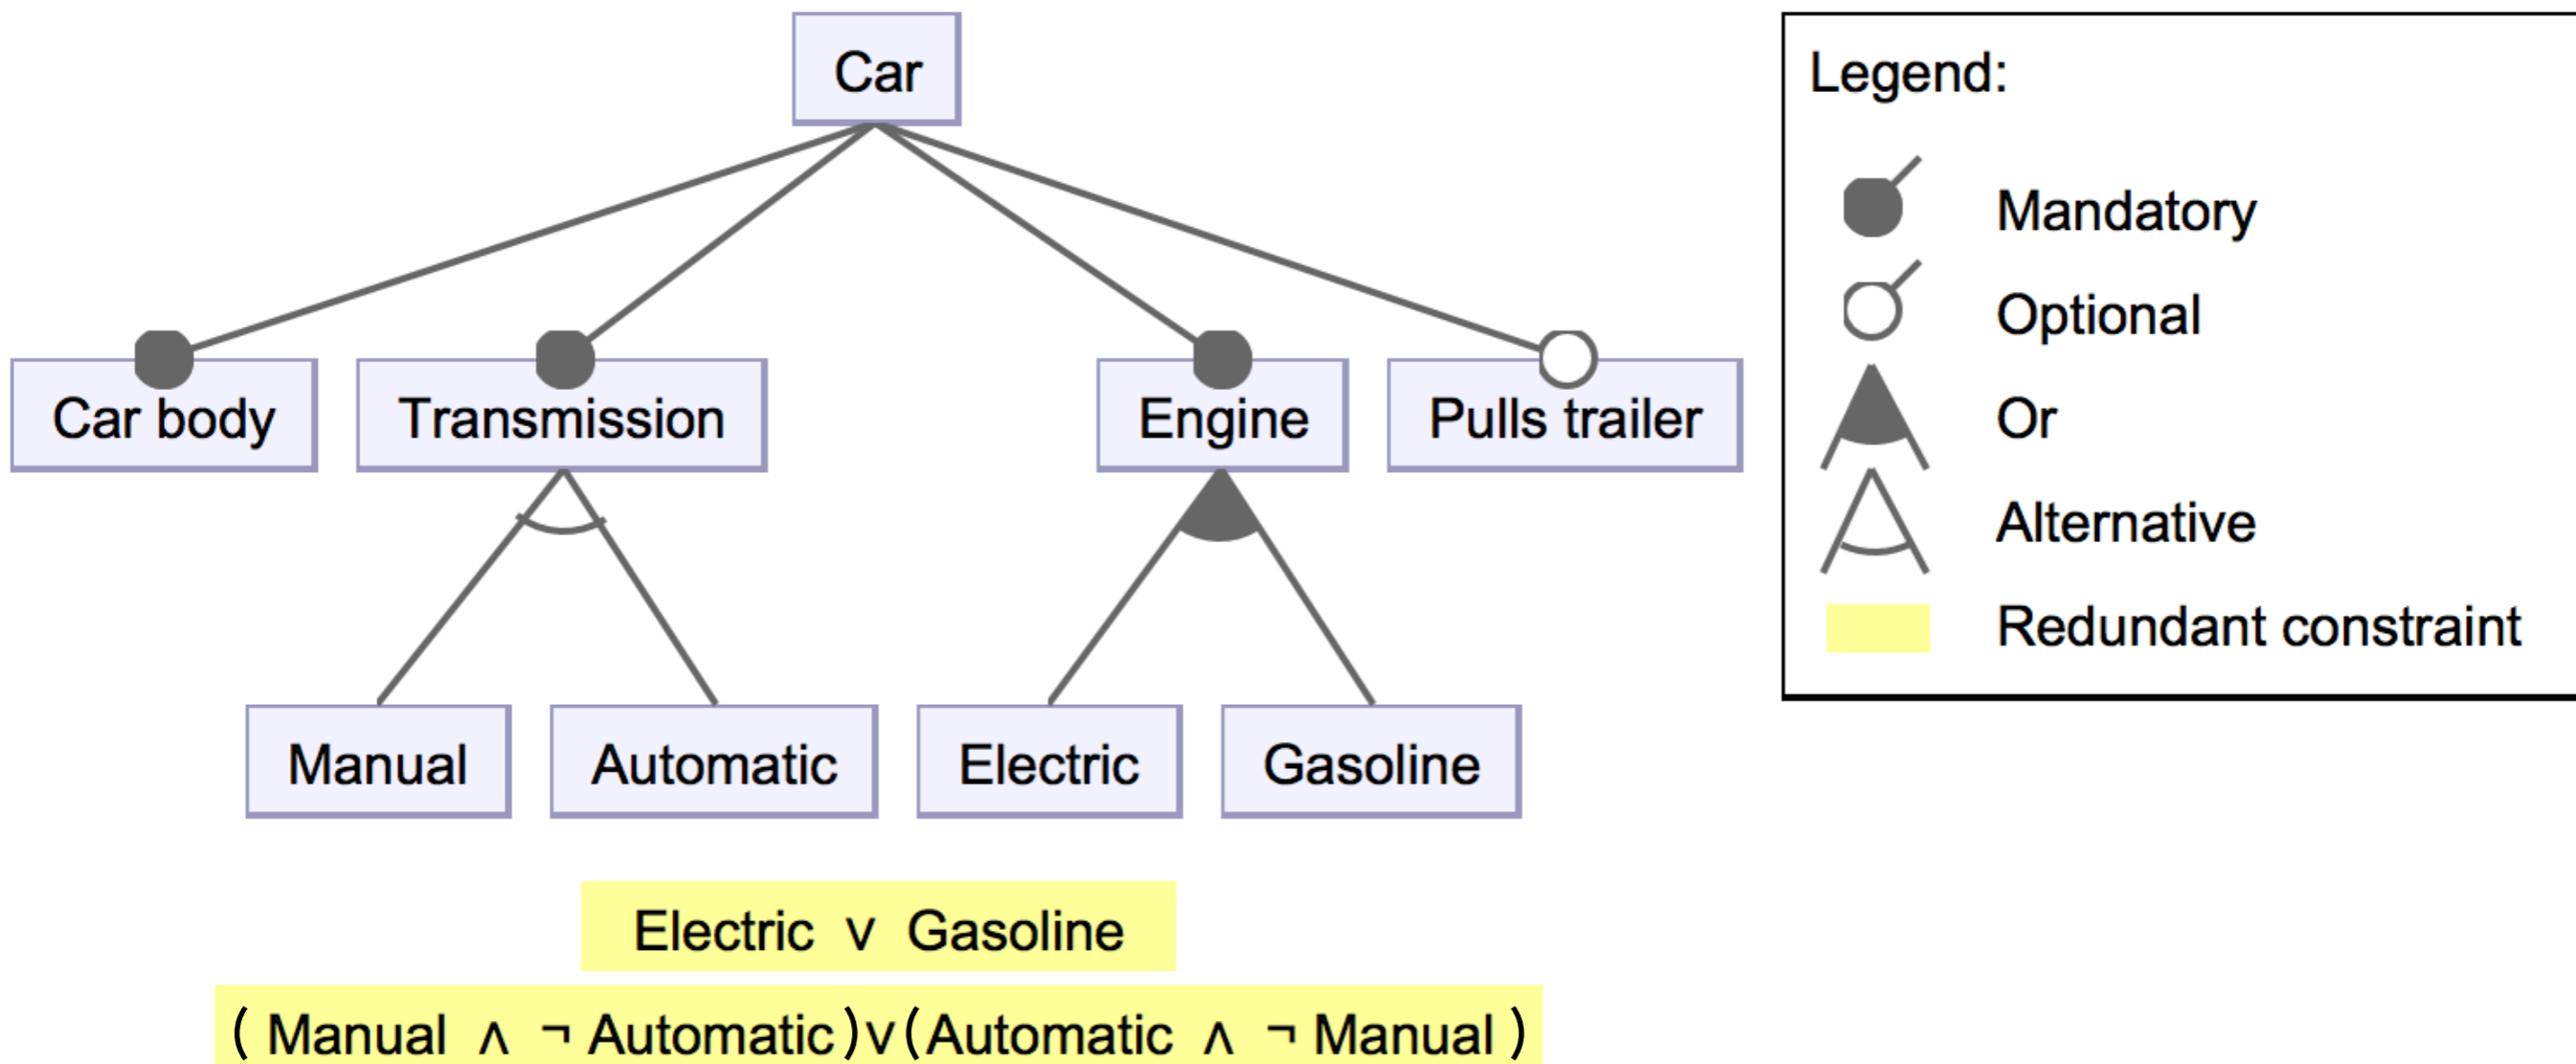 Car
Legend:
Mandatory
Optional
Or
Alternative
Redundant constraint
Car body
Transmission
Engine
Pulls trailer
Manual
Automatic
Electric
Gasoline
Electric ∨ Gasoline
( Manual ∧ ¬ Automatic ) ∨ ( Automatic ∧ ¬ Manual )